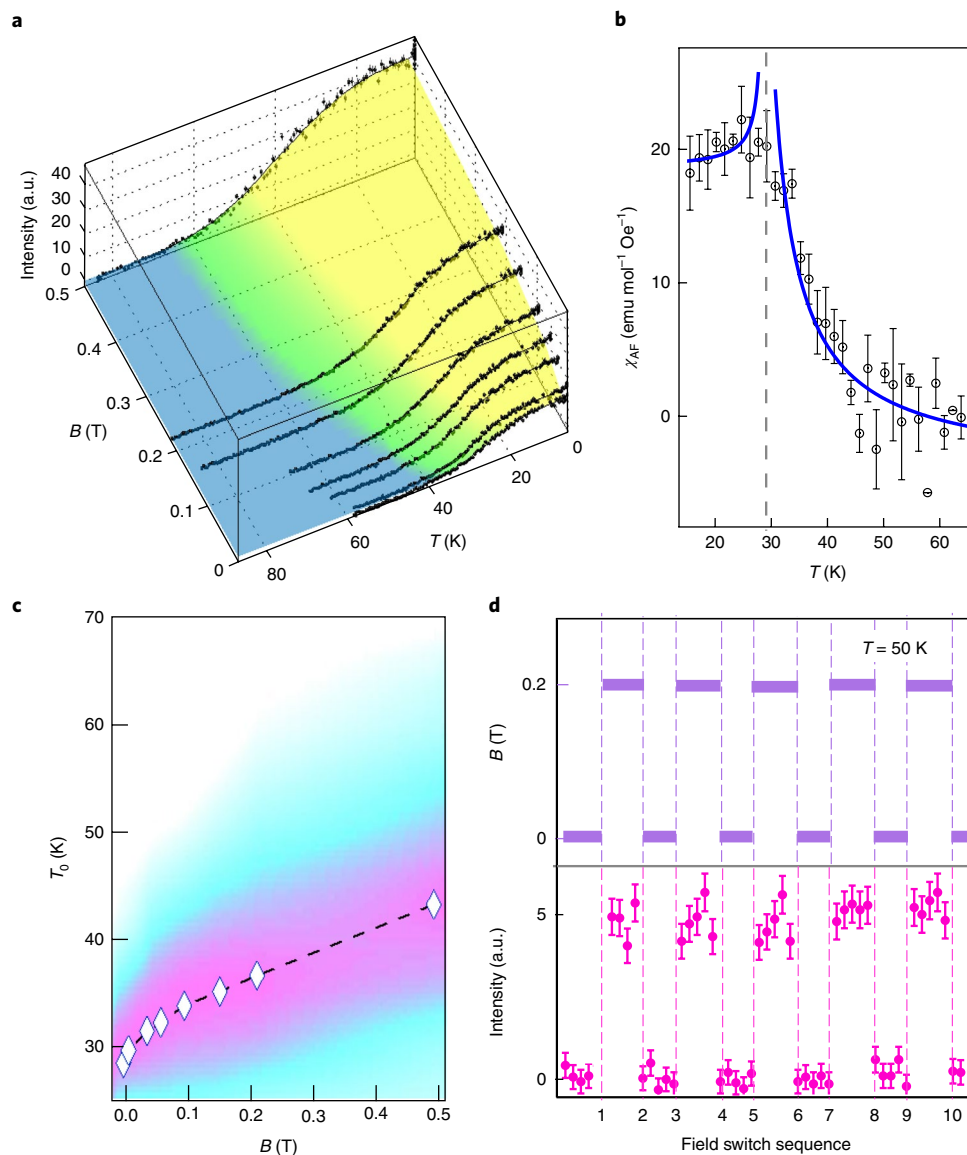 a
Intensity (a.u.)
40
30
20
10
0
0.5
0.4
0.3
0.2
0.1
0
B (T)
80
60
40
20
0
T (K)
b
χAF (emu mol−1 Oe−1)
20
10
0
20
30
40
50
60
T (K)
c
T0 (K)
70
60
50
40
30
0.0
0.1
0.2
0.3
0.4
0.5
B (T)
d
T = 50 K
B (T)
0.2
0
Intensity (a.u.)
5
0
1 2 3 4 5 6 7 8 9 10
Field switch sequence